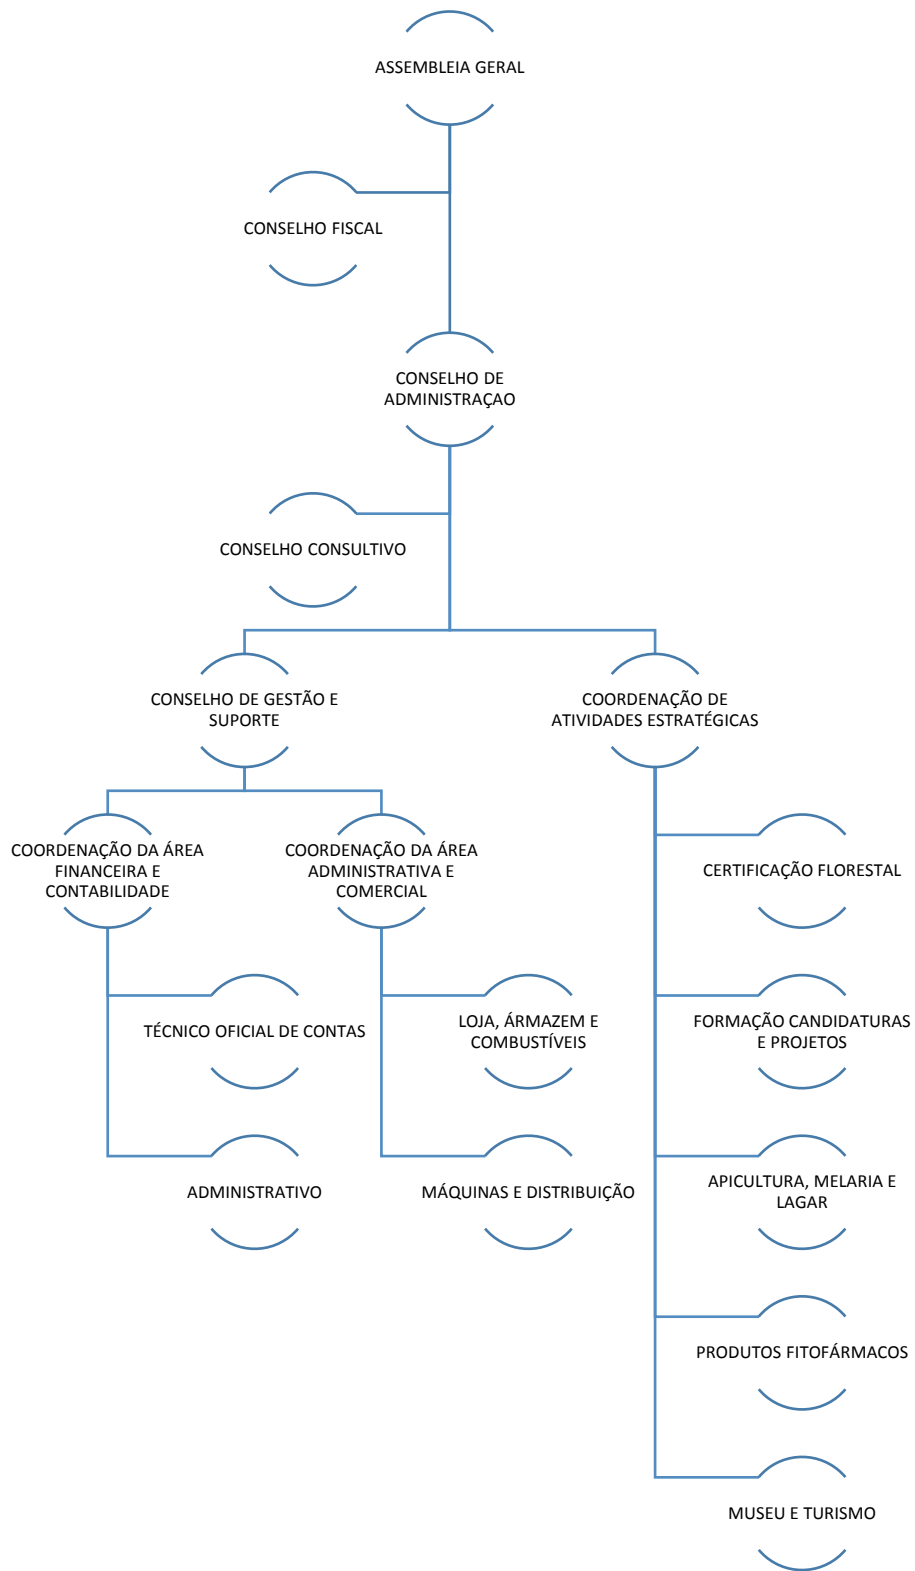 ASSEMBLEIA GERAL
CONSELHO FISCAL
CONSELHO DE
ADMINISTRAÇAO
CONSELHO CONSULTIVO
CONSELHO DE GESTÃO E
SUPORTE
COORDENAÇÃO DE
ATIVIDADES ESTRATÉGICAS
COORDENAÇÃO DA ÁREA
FINANCEIRA E
CONTABILIDADE
COORDENAÇÃO DA ÁREA
ADMINISTRATIVA E
COMERCIAL
CERTIFICAÇÃO FLORESTAL
TÉCNICO OFICIAL DE CONTAS
LOJA, ÁRMAZEM E
COMBUSTÍVEIS
FORMAÇÃO CANDIDATURAS
E PROJETOS
ADMINISTRATIVO
MÁQUINAS E DISTRIBUIÇÃO
APICULTURA, MELARIA E
LAGAR
PRODUTOS FITOFÁRMACOS
MUSEU E TURISMO